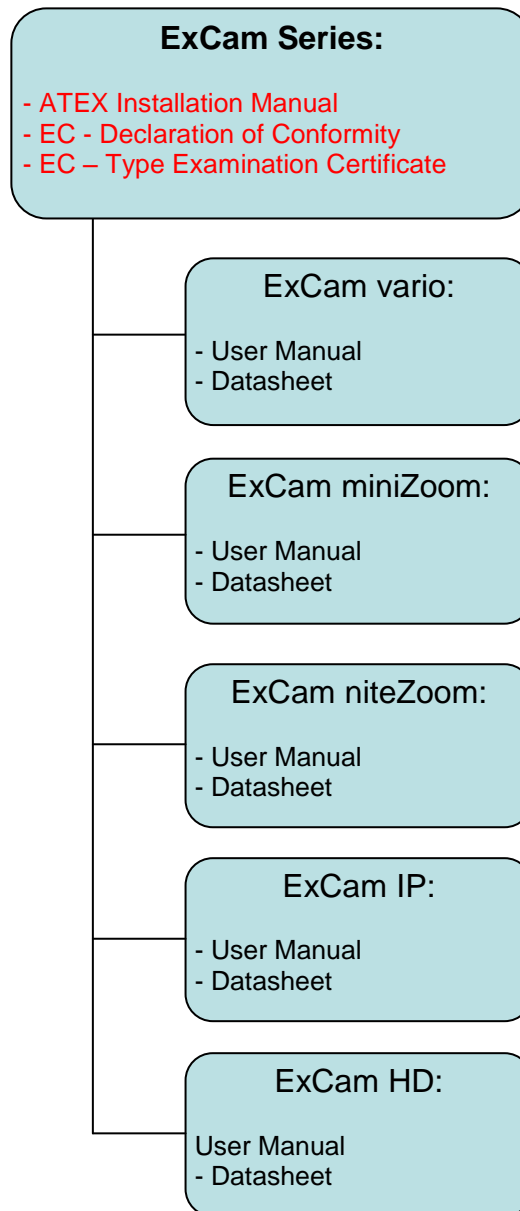 ExCam Series:
- ATEX Installation Manual
- EC - Declaration of Conformity
- EC – Type Examination Certificate
ExCam vario:
- User Manual
- Datasheet
ExCam miniZoom:
- User Manual
- Datasheet
ExCam niteZoom:
- User Manual
- Datasheet
ExCam IP:
- User Manual
- Datasheet
ExCam HD:
User Manual
- Datasheet